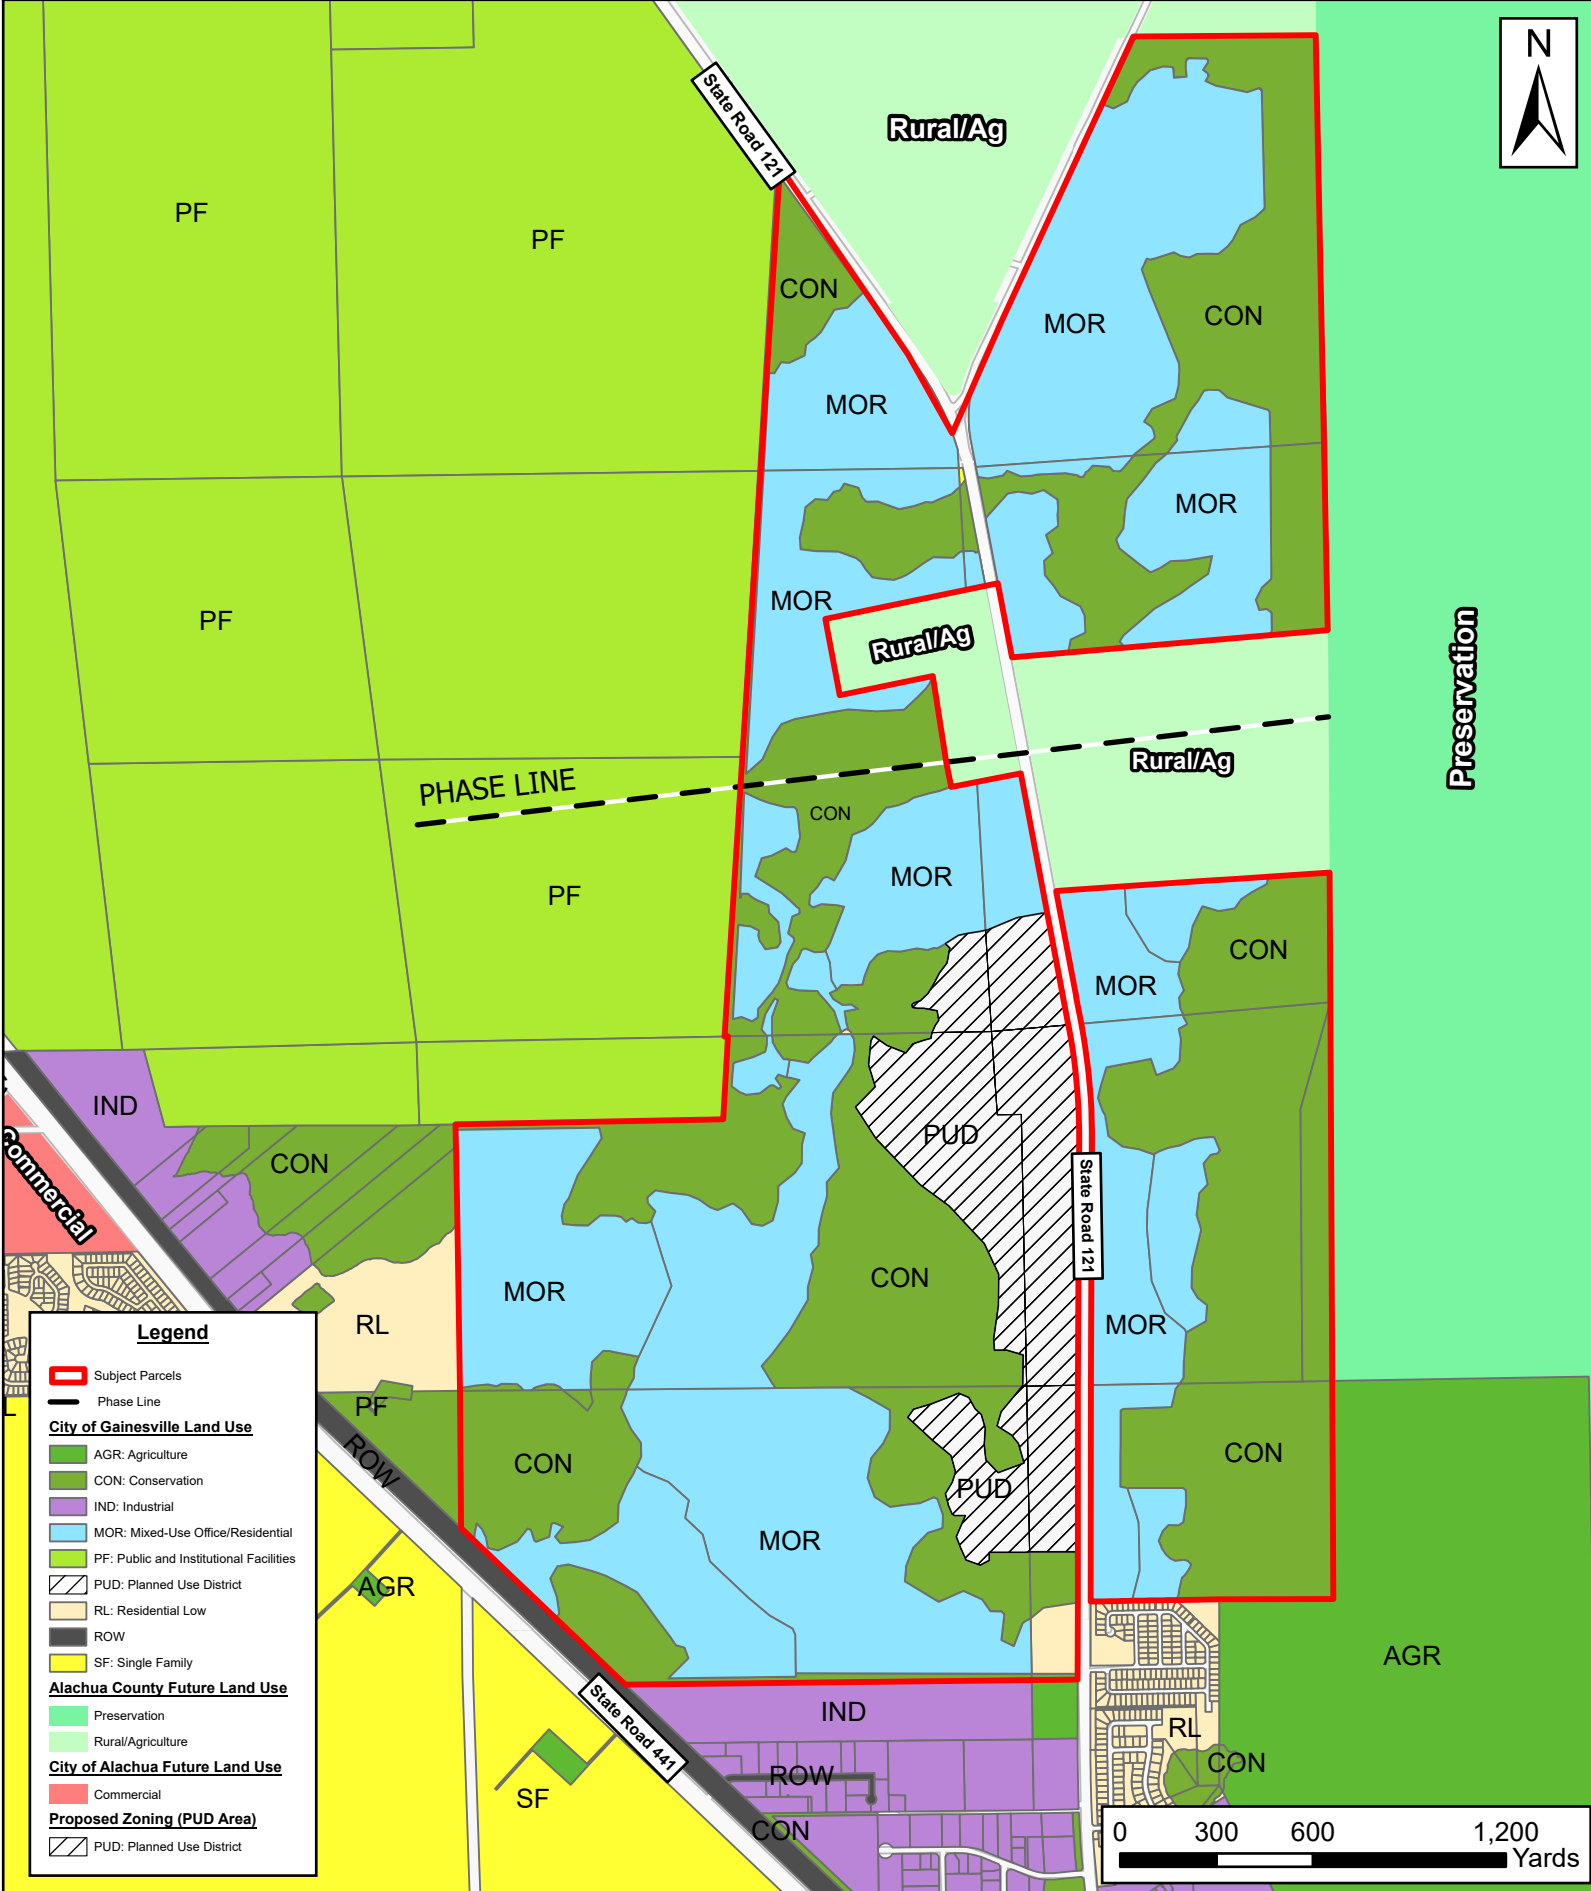 N
State Road 121
Rural/Ag
PF
PF
CON
MOR
CON
MOR
MOR
MOR
PF
Rural/Ag
Preservation
Rural/Ag
PHASE LINE
CON
MOR
PF
CON
MOR
IND
PUD
Commercial
CON
State Road 121
CON
MOR
RL
MOR
PF
ROW
CON
CON
PUD
MOR
AGR
AGR
IND
State Road 441
RL
CON
ROW
SF
CON
Legend
Subject Parcels
Phase Line
City of Gainesville Land Use
AGR: Agriculture
CON: Conservation
IND: Industrial
MOR: Mixed-Use Office/Residential
PF: Public and Institutional Facilities
PUD: Planned Use District
RL: Residential Low
ROW
SF: Single Family
Alachua County Future Land Use
Preservation
Rural/Agriculture
City of Alachua Future Land Use
Commercial
Proposed Zoning (PUD Area)
PUD: Planned Use District
0 300 600 1,200
Yards